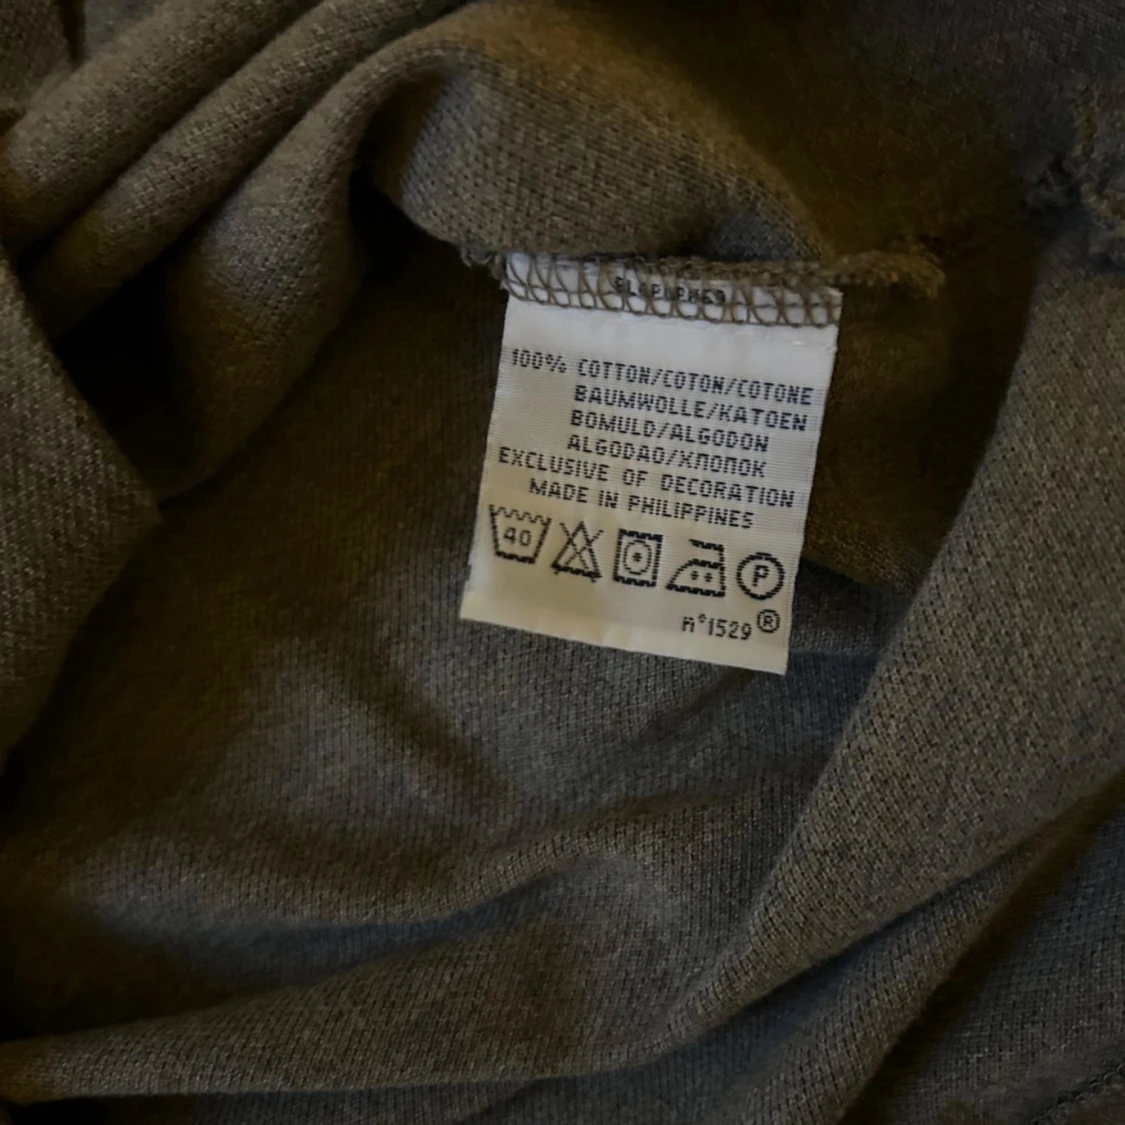 100% COTTON/COTON/COTONE
BAUMWOLLE/KATOEN
BOMULD/ALGODON
ALGODAO/ХЛОПОК
EXCLUSIVE OF DECORATION
MADE IN PHILIPPINES
40 P
n°1529®